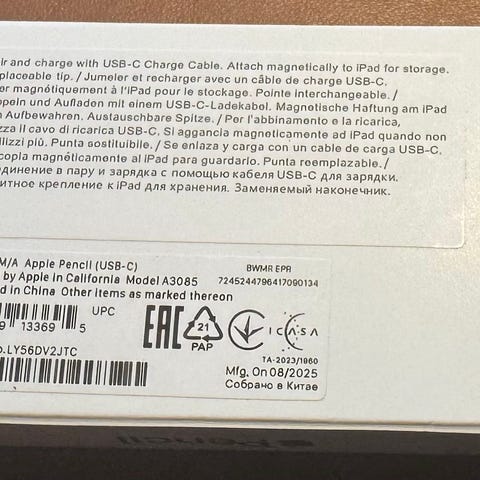 ir and charge with USB-C Charge Cable. Attach magnetically to iPad for storage.
placeable tip. / Jumeler et recharger avec un câble de charge USB-C.
er magnétiquement à l'iPad pour le stockage. Pointe interchangeable. /
ppeln und Aufladen mit einem USB-C-Ladekabel. Magnetische Haftung am iPad
n Aufbewahren. Austauschbare Spitze. / Per l'abbinamento e la ricarica,
zza il cavo di ricarica USB-C. Si aggancia magneticamente ad iPad quando non
ilizzi più. Punta sostituibile. / Se enlaza y carga con un cable de carga USB-C.
copla magnéticamente al iPad para guardarlo. Punta reemplazable. /
единение в пару и зарядка с помощью кабеля USB-C для зарядки.
итное крепление к iPad для хранения. Заменяемый наконечник.
M/A Apple Pencil (USB-C)
by Apple in California Model A3085
d in China Other items as marked thereon
BWMR EPR
7245244796417090134
UPC
9 13369 5
o.LY56DV2JTC
EAC
21
PAP
ICASA
TA-2023/1960
Mfg. On 08/2025
Собрано в Китае
Pencil